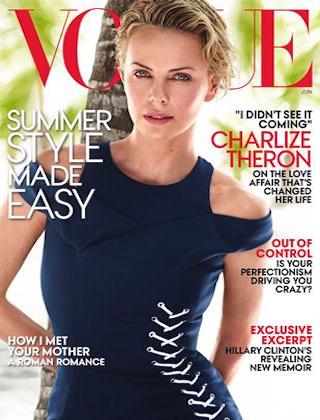 VOGUE
JUN
SUMMER
STYLE
MADE
EASY
"I DIDN'T SEE IT
COMING"
CHARLIZE
THERON
ON THE LOVE
AFFAIR THAT'S
CHANGED
HER LIFE
OUT OF
CONTROL
IS YOUR
PERFECTIONISM
DRIVING YOU
CRAZY?
HOW I MET
YOUR MOTHER
A ROMAN ROMANCE
EXCLUSIVE
EXCERPT
HILLARY CLINTON'S
REVEALING
NEW MEMOIR